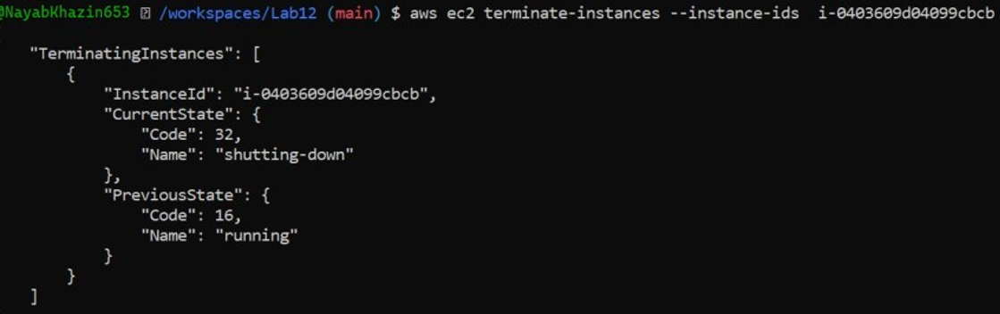 @NayabKhazin653 /workspaces/Lab12 (main) $ aws ec2 terminate-instances --instance-ids  i-0403609d04099cbcb
    "TerminatingInstances": [
        {
            "InstanceId": "i-0403609d04099cbcb",
            "CurrentState": {
                "Code": 32,
                "Name": "shutting-down"
            },
            "PreviousState": {
                "Code": 16,
                "Name": "running"
            }
        }
    ]